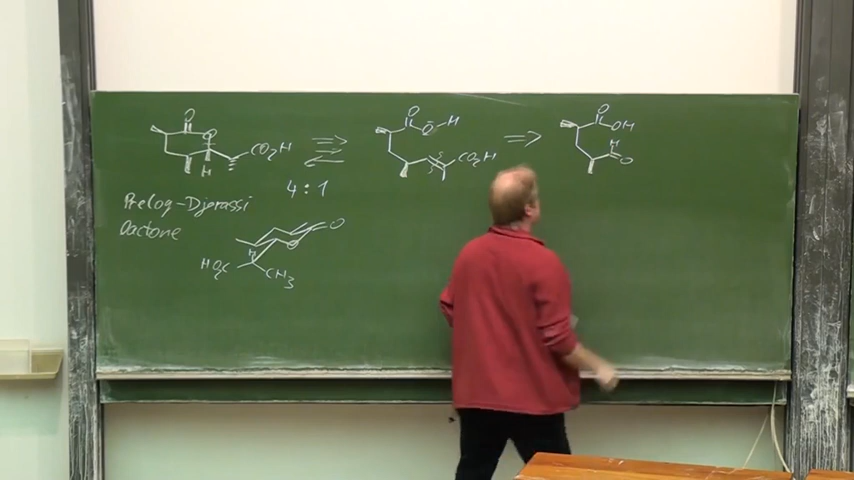 O O O
O H OH
O CO2H O CO2H H O
H
4 : 1
Prelog-Djerassi
Lactone
O
O
H
HO2C
CH3